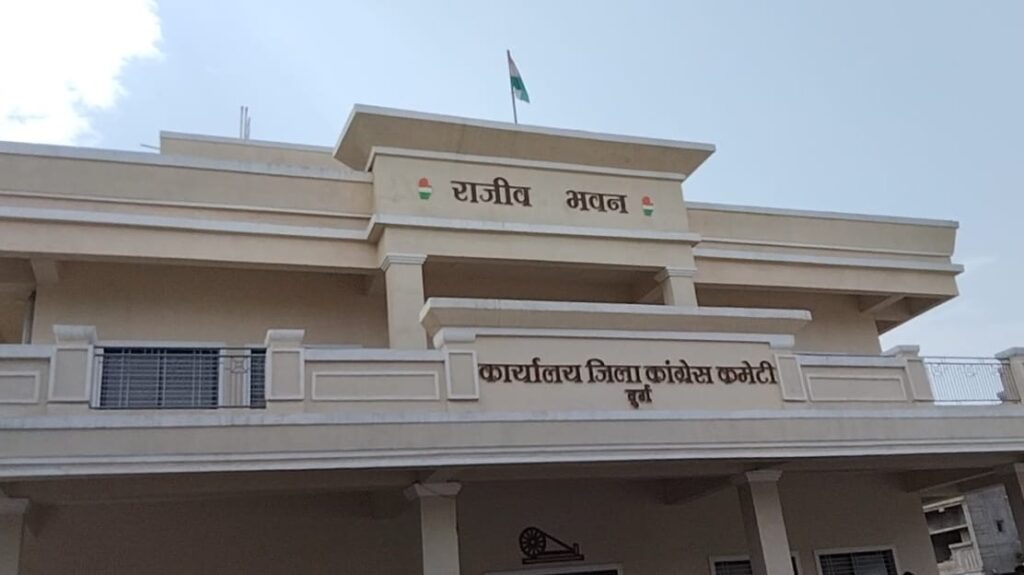 राजीव भवन
कार्यालय जिला कांग्रेस कमेटी
दुर्ग